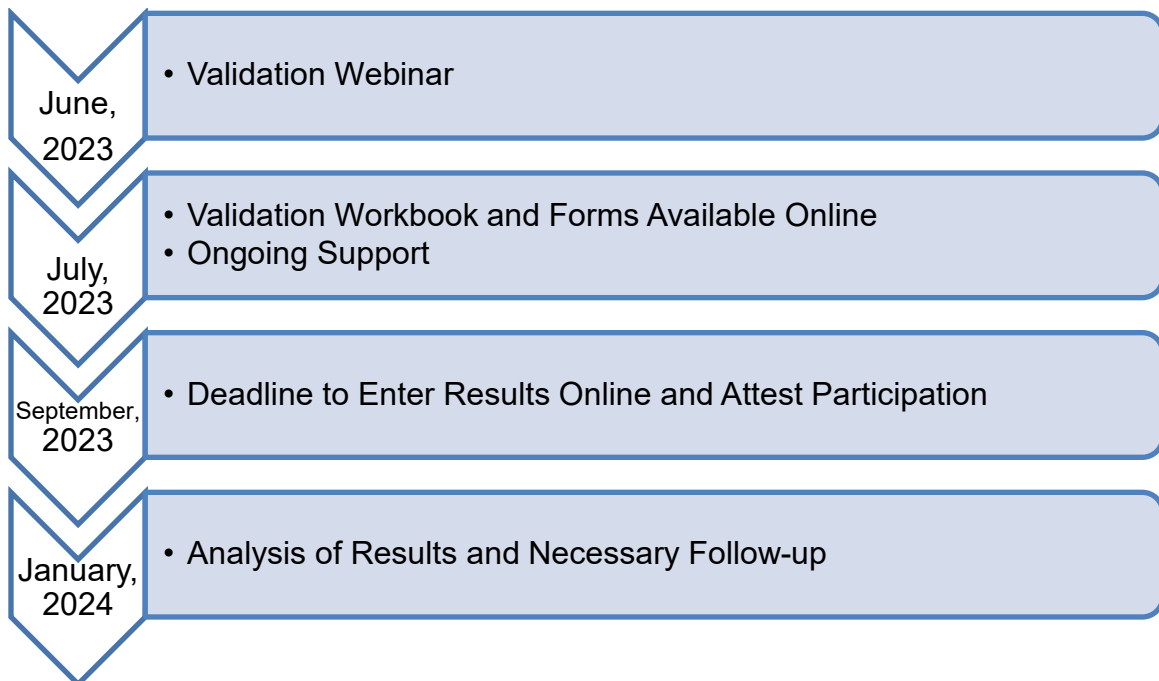 June,
2023
• Validation Webinar
July,
2023
• Validation Workbook and Forms Available Online
• Ongoing Support
September,
2023
• Deadline to Enter Results Online and Attest Participation
January,
2024
• Analysis of Results and Necessary Follow-up